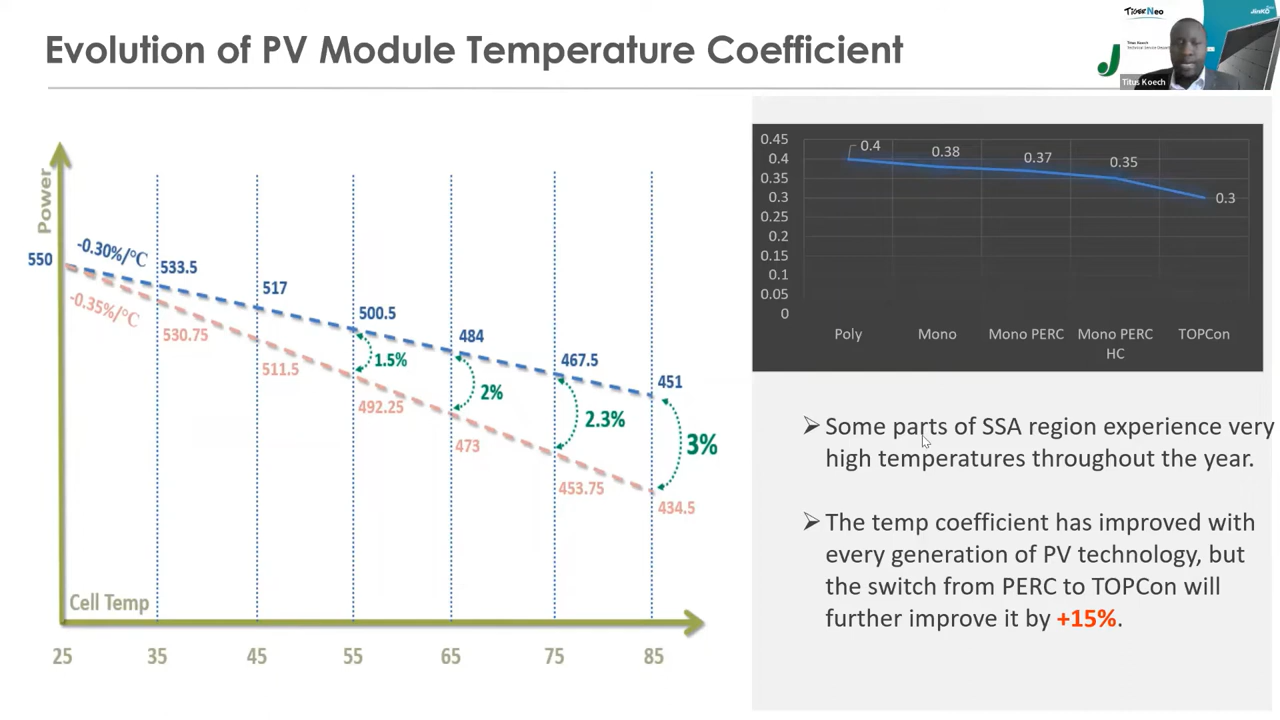 Evolution of PV Module Temperature Coefficient
TIGER Neo
JinKO
Titus Koech
Titus Koech
Power
550
-0.30%/°C
-0.35%/°C
533.5
517
500.5
484
467.5
451
530.75
511.5
492.25
473
453.75
434.5
1.5%
2%
2.3%
3%
Cell Temp
25 35 45 55 65 75 85
0.45
0.4
0.35
0.3
0.25
0.2
0.15
0.1
0.05
0
0.4 0.38 0.37 0.35 0.3
Poly Mono Mono PERC Mono PERC HC TOPCon
Some parts of SSA region experience very
high temperatures throughout the year.
The temp coefficient has improved with
every generation of PV technology, but
the switch from PERC to TOPCon will
further improve it by +15%.